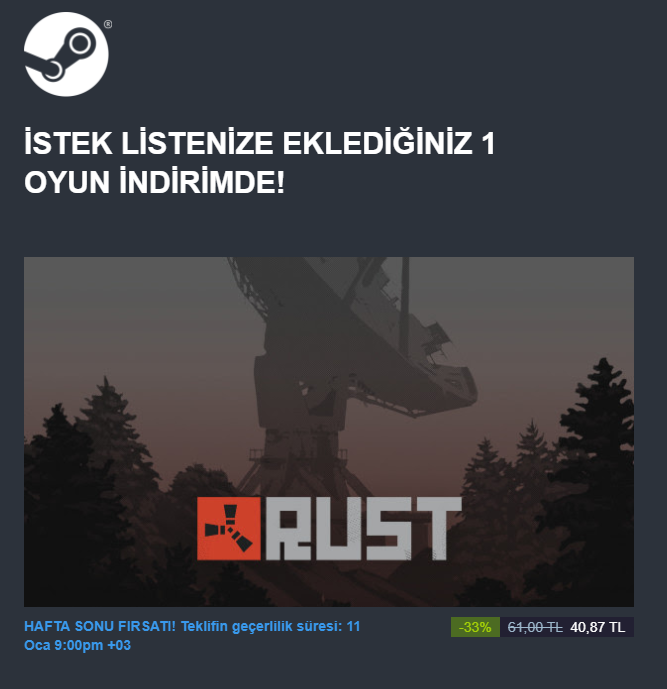 ®
İSTEK LİSTENİZE EKLEDİĞİNİZ 1
OYUN İNDİRİMDE!
RUST
HAFTA SONU FIRSATI! Teklifin geçerlilik süresi: 11
Oca 9:00pm +03
-33% 61,00 TL 40,87 TL